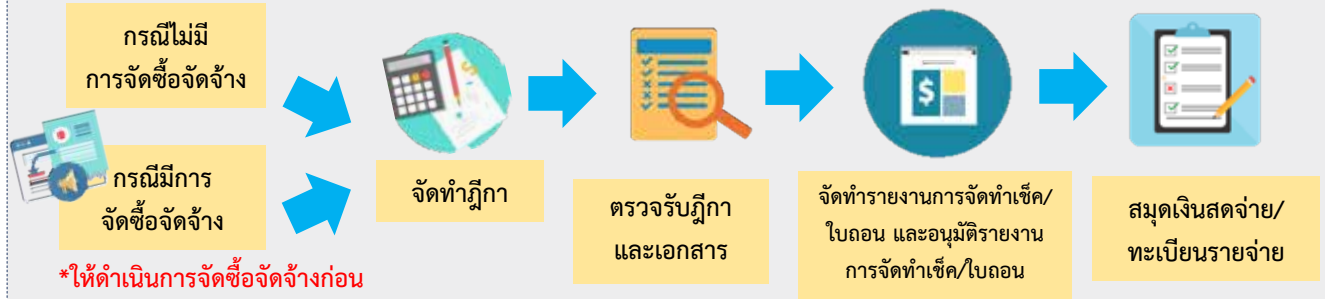 กรณีไม่มี
การจัดซื้อจัดจ้าง
กรณีมีการ
จัดซื้อจัดจ้าง
*ให้ดำเนินการจัดซื้อจัดจ้างก่อน
จัดทำฎีกา
ตรวจรับฎีกา
และเอกสาร
จัดทำรายงานการจัดทำเช็ค/
ใบถอน และอนุมัติรายงาน
การจัดทำเช็ค/ใบถอน
สมุดเงินสดจ่าย/
ทะเบียนรายจ่าย